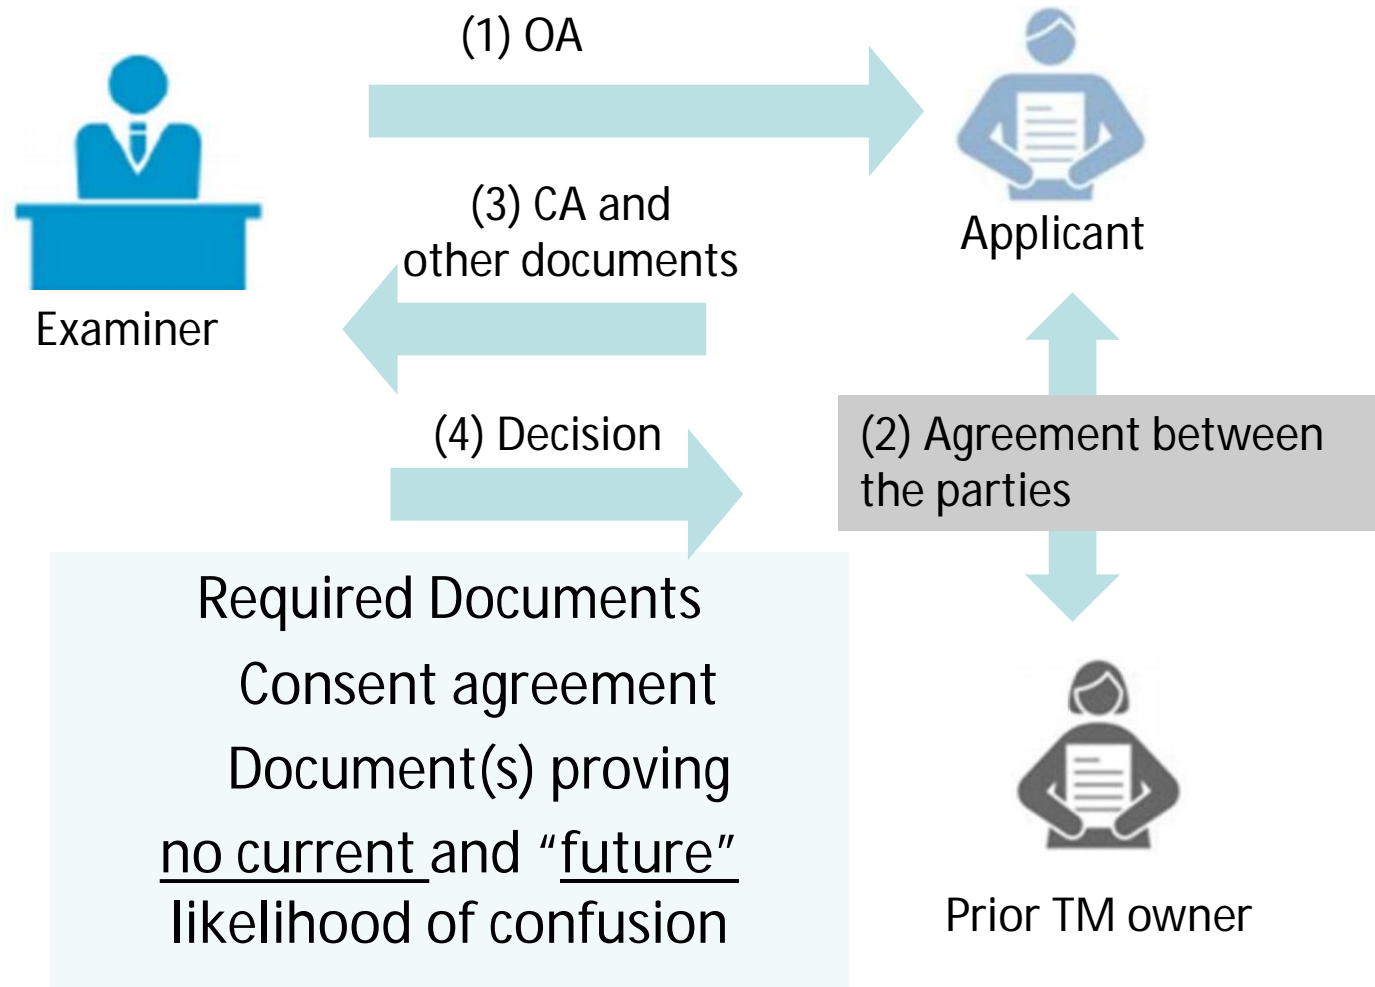 (1) OA
Applicant
(3) CA and
other documents
Examiner
(2) Agreement between
the parties
(4) Decision
Required Documents
Consent agreement
Document(s) proving
no current and “future”
likelihood of confusion
Prior TM owner